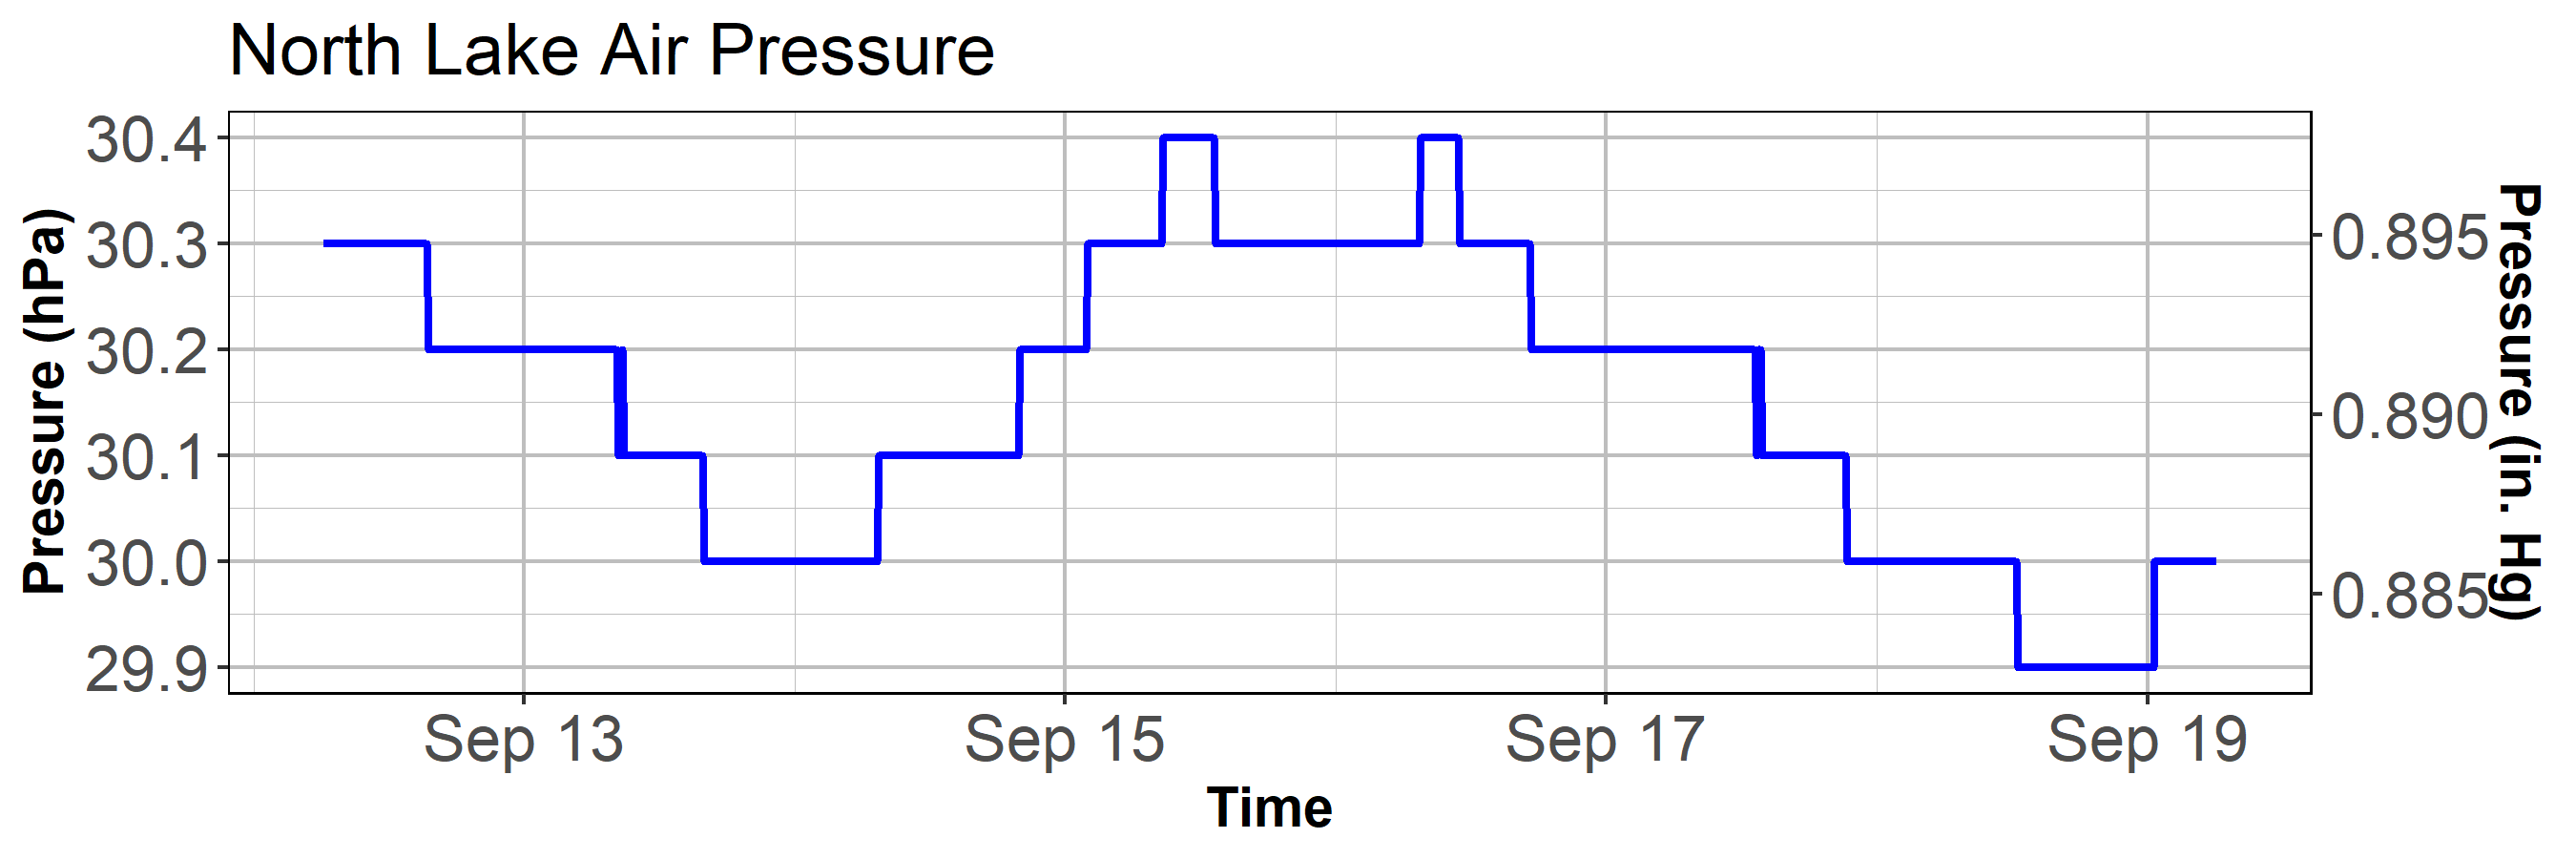 North Lake Air Pressure
30.4
30.3
30.2
30.1
30.0
29.9
Pressure (hPa)
0.895
0.890
0.885
Pressure (in. Hg)
Sep 13 Sep 15 Sep 17 Sep 19
Time